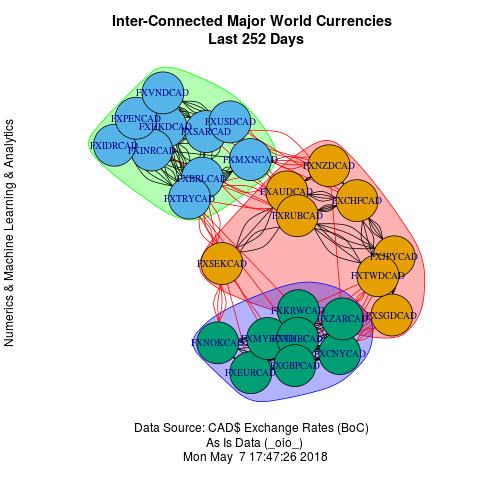 Inter-Connected Major World Currencies
Last 252 Days
Numerics & Machine Learning & Analytics
FXVNDCAD
FXPENCAD
FXHKDCAD
FXUSDCAD
FXSARCAD
FXIDRCAD
FXINRCAD
FXMXNCAD
FXBRLCAD
FXTRYCAD
FXNZDCAD
FXAUDCAD
FXCHFCAD
FXRUBCAD
FXSEKCAD
FXJPYCAD
FXTWDCAD
FXSGDCAD
FXKRWCAD
FXZARCAD
FXNOKCAD
FXCNYCAD
FXGBPCAD
FXEURCAD
Data Source: CAD$ Exchange Rates (BoC)
As Is Data (_oio_)
Mon May  7 17:47:26 2018